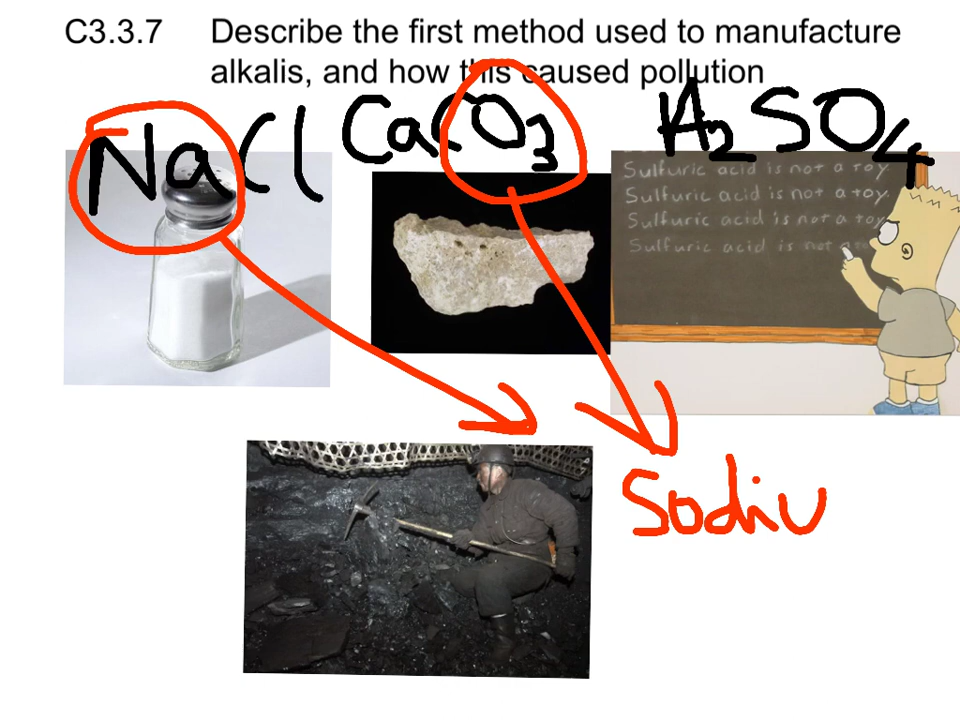 C3.3.7 Describe the first method used to manufacture
alkalis, and how this caused pollution
NaCl CaCO3 H2SO4
Sulfuric acid is not a toy
Sulfuric acid is not a toy
Sulfuric acid is not a toy
Sulfuric acid is not a
Sodiu